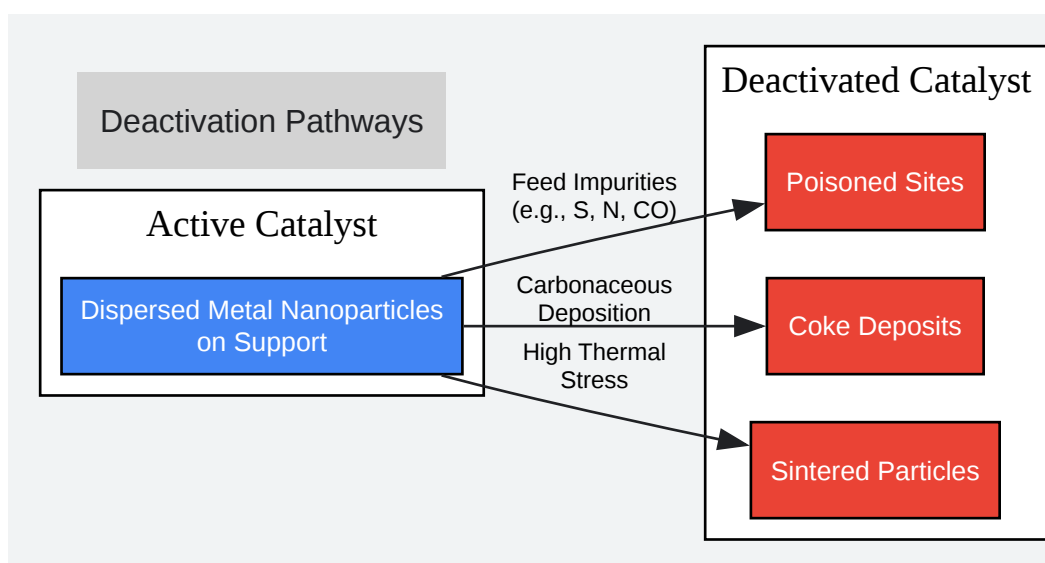 Deactivation Pathways
Active Catalyst
Dispersed Metal Nanoparticles
on Support
Feed Impurities
(e.g., S, N, CO)
Carbonaceous
Deposition
High Thermal
Stress
Deactivated Catalyst
Poisoned Sites
Coke Deposits
Sintered Particles